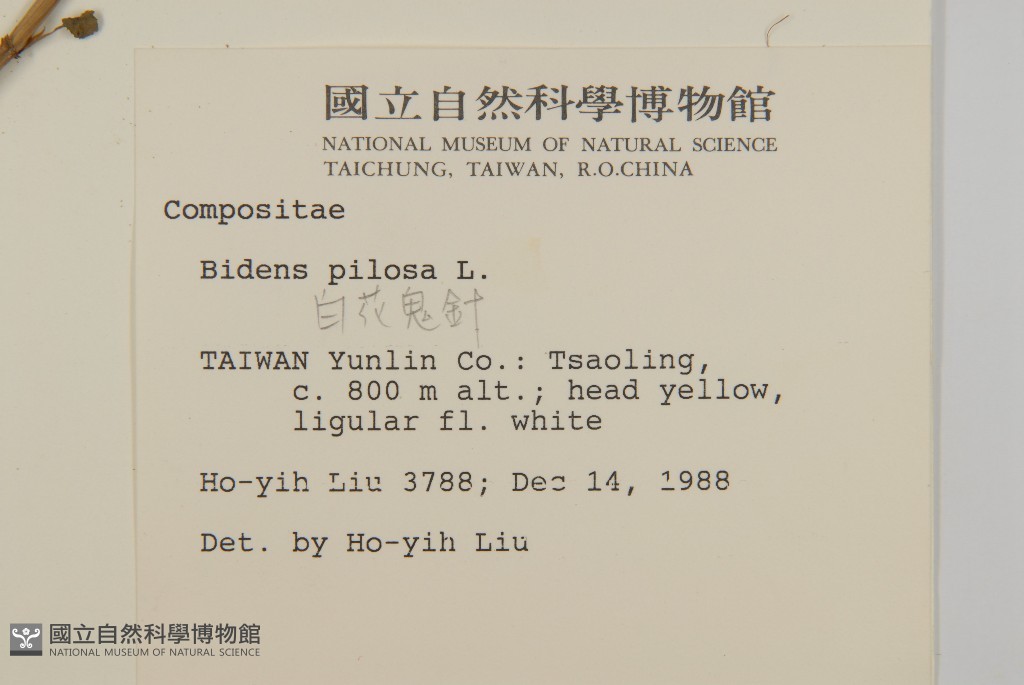 國立自然科學博物館
NATIONAL MUSEUM OF NATURAL SCIENCE
TAICHUNG, TAIWAN, R.O.CHINA
Compositae
Bidens pilosa L.
白花鬼針
TAIWAN Yunlin Co.: Tsaoling,
c. 800 m alt.; head yellow,
ligular fl. white
Ho-yih Liu 3788; Dec 14, 1988
Det. by Ho-yih Liu
國立自然科學博物館
NATIONAL MUSEUM OF NATURAL SCIENCE